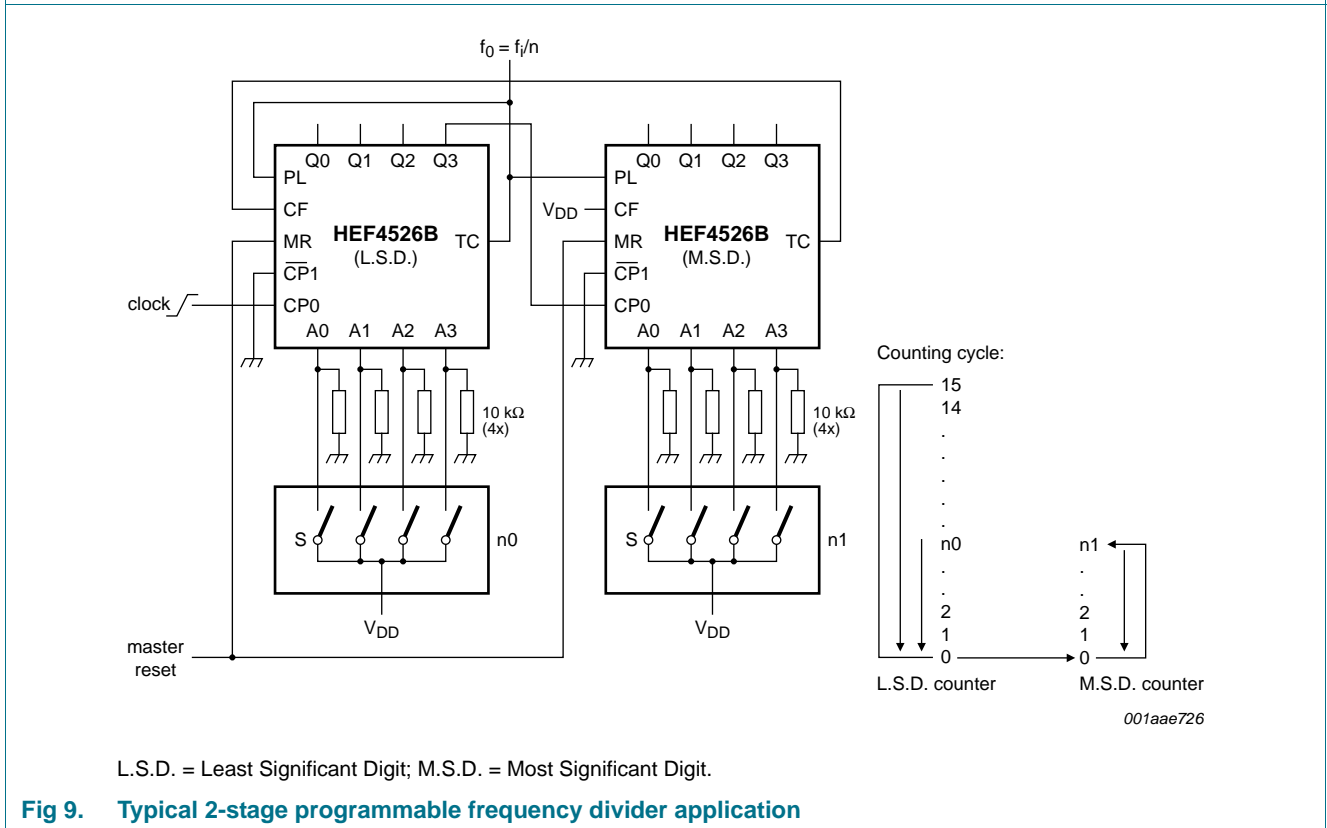 f0 = fi/n
Q0 Q1 Q2 Q3
PL
CF
MR
CP1
CP0
HEF4526B
(L.S.D.)
TC
A0 A1 A2 A3
clock
10 kΩ
(4x)
S
n0
VDD
master
reset
Q0 Q1 Q2 Q3
PL
VDD
CF
MR
CP1
CP0
HEF4526B
(M.S.D.)
TC
A0 A1 A2 A3
10 kΩ
(4x)
S
n1
VDD
Counting cycle:
15
14
.
.
.
.
.
n0 n1
. .
. .
2 2
1 1
0 0
L.S.D. counter M.S.D. counter
001aae726
L.S.D. = Least Significant Digit; M.S.D. = Most Significant Digit.
Fig 9. Typical 2-stage programmable frequency divider application